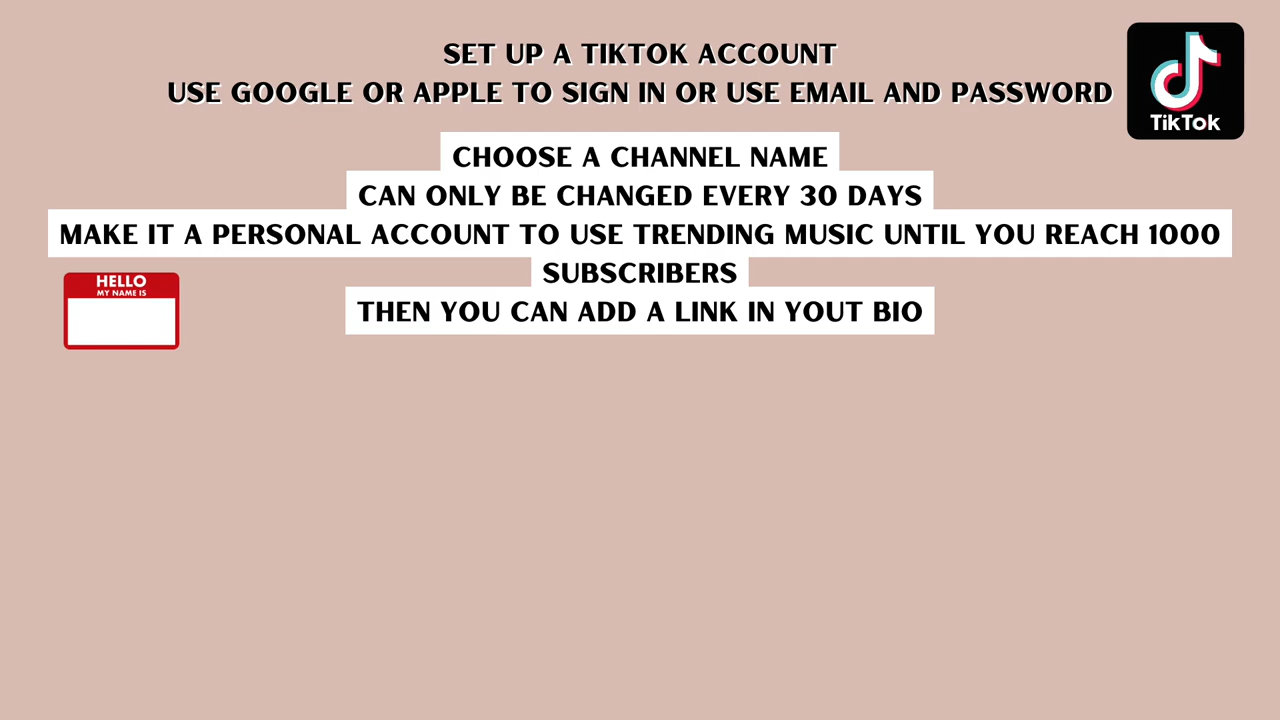 SET UP A TIKTOK ACCOUNT
USE GOOGLE OR APPLE TO SIGN IN OR USE EMAIL AND PASSWORD
TikTok
CHOOSE A CHANNEL NAME
CAN ONLY BE CHANGED EVERY 30 DAYS
MAKE IT A PERSONAL ACCOUNT TO USE TRENDING MUSIC UNTIL YOU REACH 1000
SUBSCRIBERS
THEN YOU CAN ADD A LINK IN YOUT BIO
HELLO
MY NAME IS